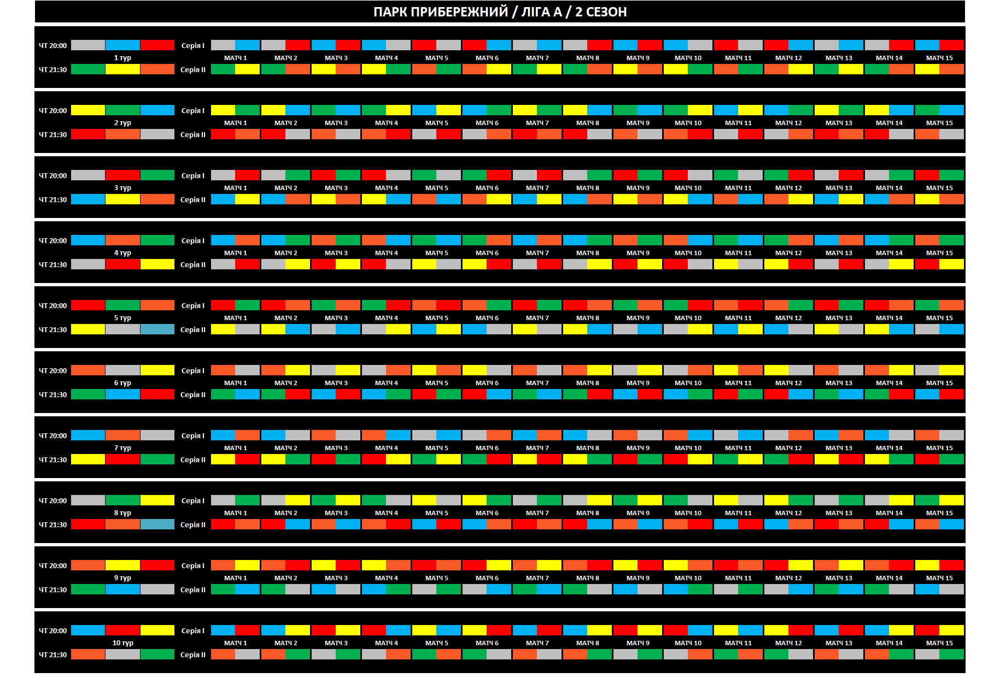 ПАРК ПРИБЕРЕЖНИЙ / ЛІГА А / 2 СЕЗОН
ЧТ 20:00 Серія I
1 тур МАТЧ 1 МАТЧ 2 МАТЧ 3 МАТЧ 4 МАТЧ 5 МАТЧ 6 МАТЧ 7 МАТЧ 8 МАТЧ 9 МАТЧ 10 МАТЧ 11 МАТЧ 12 МАТЧ 13 МАТЧ 14 МАТЧ 15
ЧТ 21:30 Серія II
ЧТ 20:00 Серія I
2 тур МАТЧ 1 МАТЧ 2 МАТЧ 3 МАТЧ 4 МАТЧ 5 МАТЧ 6 МАТЧ 7 МАТЧ 8 МАТЧ 9 МАТЧ 10 МАТЧ 11 МАТЧ 12 МАТЧ 13 МАТЧ 14 МАТЧ 15
ЧТ 21:30 Серія II
ЧТ 20:00 Серія I
3 тур МАТЧ 1 МАТЧ 2 МАТЧ 3 МАТЧ 4 МАТЧ 5 МАТЧ 6 МАТЧ 7 МАТЧ 8 МАТЧ 9 МАТЧ 10 МАТЧ 11 МАТЧ 12 МАТЧ 13 МАТЧ 14 МАТЧ 15
ЧТ 21:30 Серія II
ЧТ 20:00 Серія I
4 тур МАТЧ 1 МАТЧ 2 МАТЧ 3 МАТЧ 4 МАТЧ 5 МАТЧ 6 МАТЧ 7 МАТЧ 8 МАТЧ 9 МАТЧ 10 МАТЧ 11 МАТЧ 12 МАТЧ 13 МАТЧ 14 МАТЧ 15
ЧТ 21:30 Серія II
ЧТ 20:00 Серія I
5 тур МАТЧ 1 МАТЧ 2 МАТЧ 3 МАТЧ 4 МАТЧ 5 МАТЧ 6 МАТЧ 7 МАТЧ 8 МАТЧ 9 МАТЧ 10 МАТЧ 11 МАТЧ 12 МАТЧ 13 МАТЧ 14 МАТЧ 15
ЧТ 21:30 Серія II
ЧТ 20:00 Серія I
6 тур МАТЧ 1 МАТЧ 2 МАТЧ 3 МАТЧ 4 МАТЧ 5 МАТЧ 6 МАТЧ 7 МАТЧ 8 МАТЧ 9 МАТЧ 10 МАТЧ 11 МАТЧ 12 МАТЧ 13 МАТЧ 14 МАТЧ 15
ЧТ 21:30 Серія II
ЧТ 20:00 Серія I
7 тур МАТЧ 1 МАТЧ 2 МАТЧ 3 МАТЧ 4 МАТЧ 5 МАТЧ 6 МАТЧ 7 МАТЧ 8 МАТЧ 9 МАТЧ 10 МАТЧ 11 МАТЧ 12 МАТЧ 13 МАТЧ 14 МАТЧ 15
ЧТ 21:30 Серія II
ЧТ 20:00 Серія I
8 тур МАТЧ 1 МАТЧ 2 МАТЧ 3 МАТЧ 4 МАТЧ 5 МАТЧ 6 МАТЧ 7 МАТЧ 8 МАТЧ 9 МАТЧ 10 МАТЧ 11 МАТЧ 12 МАТЧ 13 МАТЧ 14 МАТЧ 15
ЧТ 21:30 Серія II
ЧТ 20:00 Серія I
9 тур МАТЧ 1 МАТЧ 2 МАТЧ 3 МАТЧ 4 МАТЧ 5 МАТЧ 6 МАТЧ 7 МАТЧ 8 МАТЧ 9 МАТЧ 10 МАТЧ 11 МАТЧ 12 МАТЧ 13 МАТЧ 14 МАТЧ 15
ЧТ 21:30 Серія II
ЧТ 20:00 Серія I
10 тур МАТЧ 1 МАТЧ 2 МАТЧ 3 МАТЧ 4 МАТЧ 5 МАТЧ 6 МАТЧ 7 МАТЧ 8 МАТЧ 9 МАТЧ 10 МАТЧ 11 МАТЧ 12 МАТЧ 13 МАТЧ 14 МАТЧ 15
ЧТ 21:30 Серія II